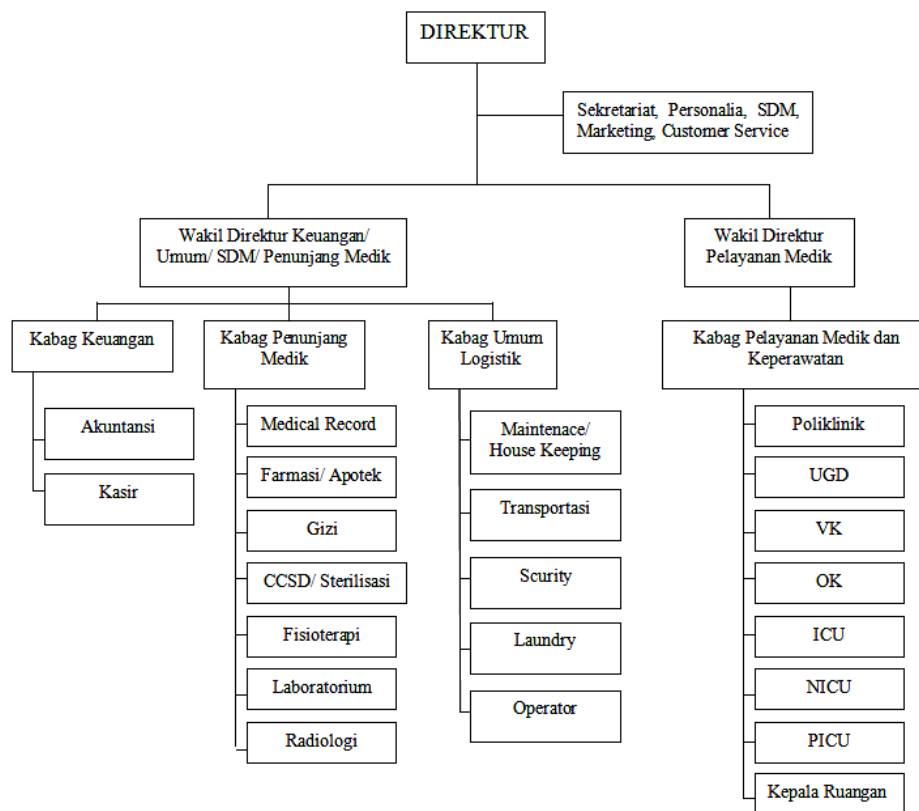 DIREKTUR
Sekretariat, Personalia, SDM,
Marketing, Customer Service
Wakil Direktur Keuangan/
Umum/ SDM/ Penunjang Medik
Wakil Direktur
Pelayanan Medik
Kabag Keuangan
Kabag Penunjang
Medik
Kabag Umum
Logistik
Kabag Pelayanan Medik dan
Keperawatan
Akuntansi
Kasir
Medical Record
Farmasi/ Apotek
Gizi
CCSD/ Sterilisasi
Fisioterapi
Laboratorium
Radiologi
Maintenace/
House Keeping
Transportasi
Scurity
Laundry
Operator
Poliklinik
UGD
VK
OK
ICU
NICU
PICU
Kepala Ruangan